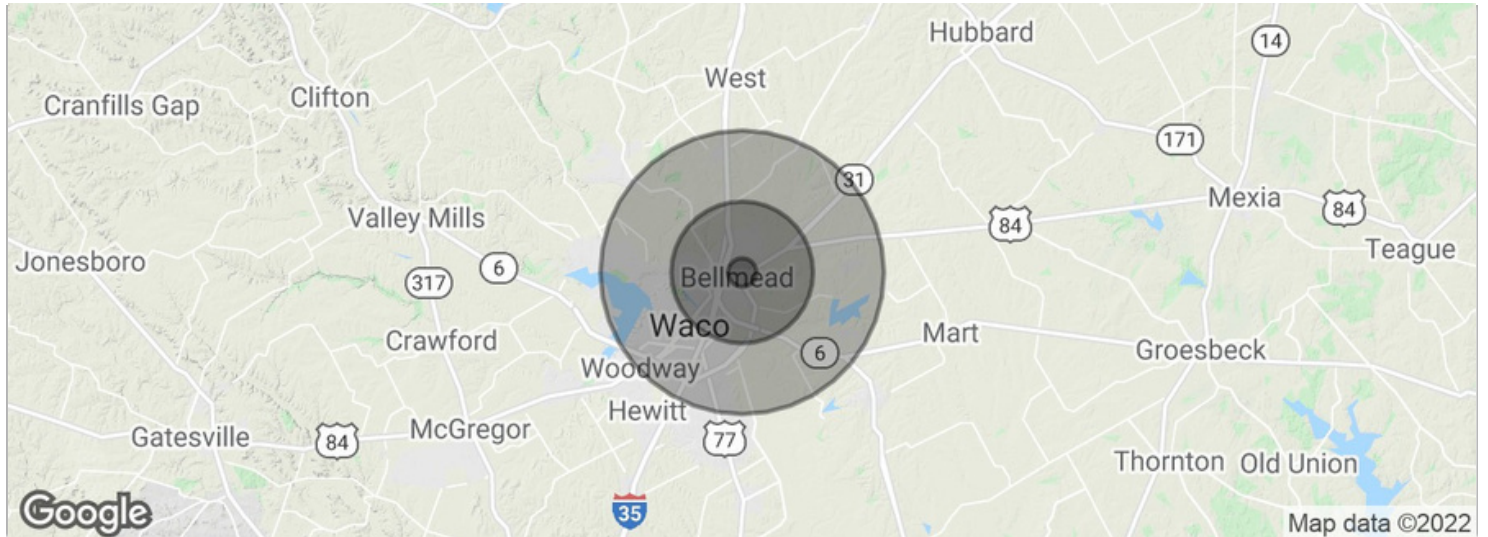 Hubbard
14
West
Cranfills Gap
Clifton
171
31
Valley Mills
Mexia
84
84
Teague
Jonesboro
6
317
Bellmead
Waco
Crawford
6
Mart
Groesbeck
Woodway
Hewitt
McGregor
Gatesville
84
77
Thornton
Old Union
35
Google
Map data ©2022